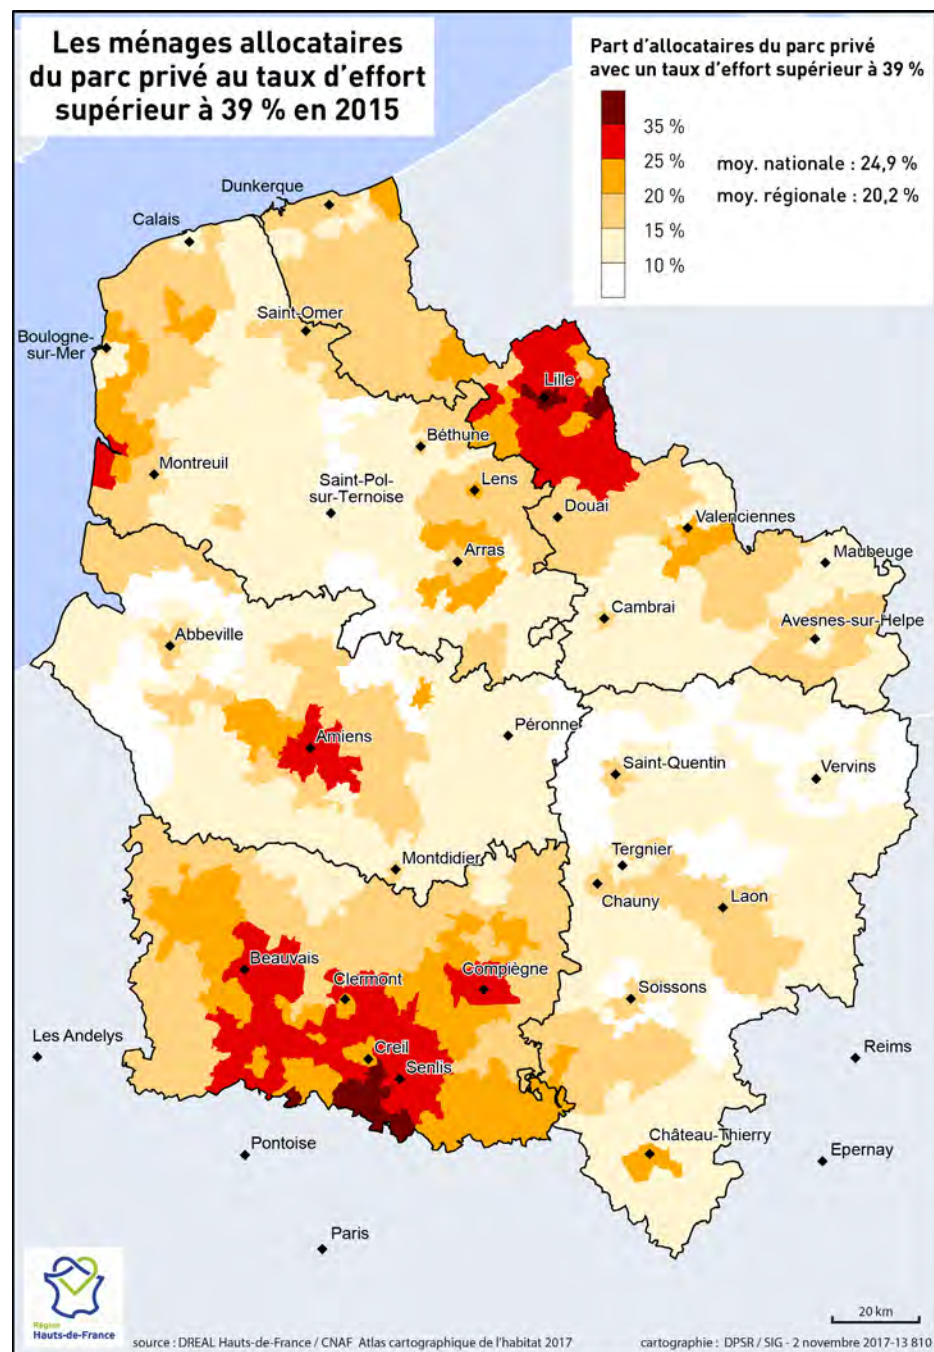 Les ménages allocataires
du parc privé au taux d'effort
supérieur à 39 % en 2015
Part d'allocataires du parc privé
avec un taux d'effort supérieur à 39 %
35 %
25 %
moy. nationale : 24,9 %
20 %
moy. régionale : 20,2 %
15 %
10 %
Dunkerque
Calais
Saint-Omer
Boulogne-
sur-Mer
Lille
Béthune
Montreuil
Saint-Pol-
sur-Ternoise
Lens
Douai
Valenciennes
Arras
Maubeuge
Cambrai
Avesnes-sur-Helpe
Abbeville
Péronne
Amiens
Saint-Quentin
Vervins
Tergnier
Montdidier
Chauny
Laon
Beauvais
Clermont
Compiègne
Soissons
Les Andelys
Creil
Senlis
Reims
Château-Thierry
Pontoise
Epernay
Paris
Région
Hauts-de-France
20 km
source : DREAL Hauts-de-France / CNAF Atlas cartographique de l'habitat 2017
cartographie : DPSR / SIG - 2 novembre 2017-13 810